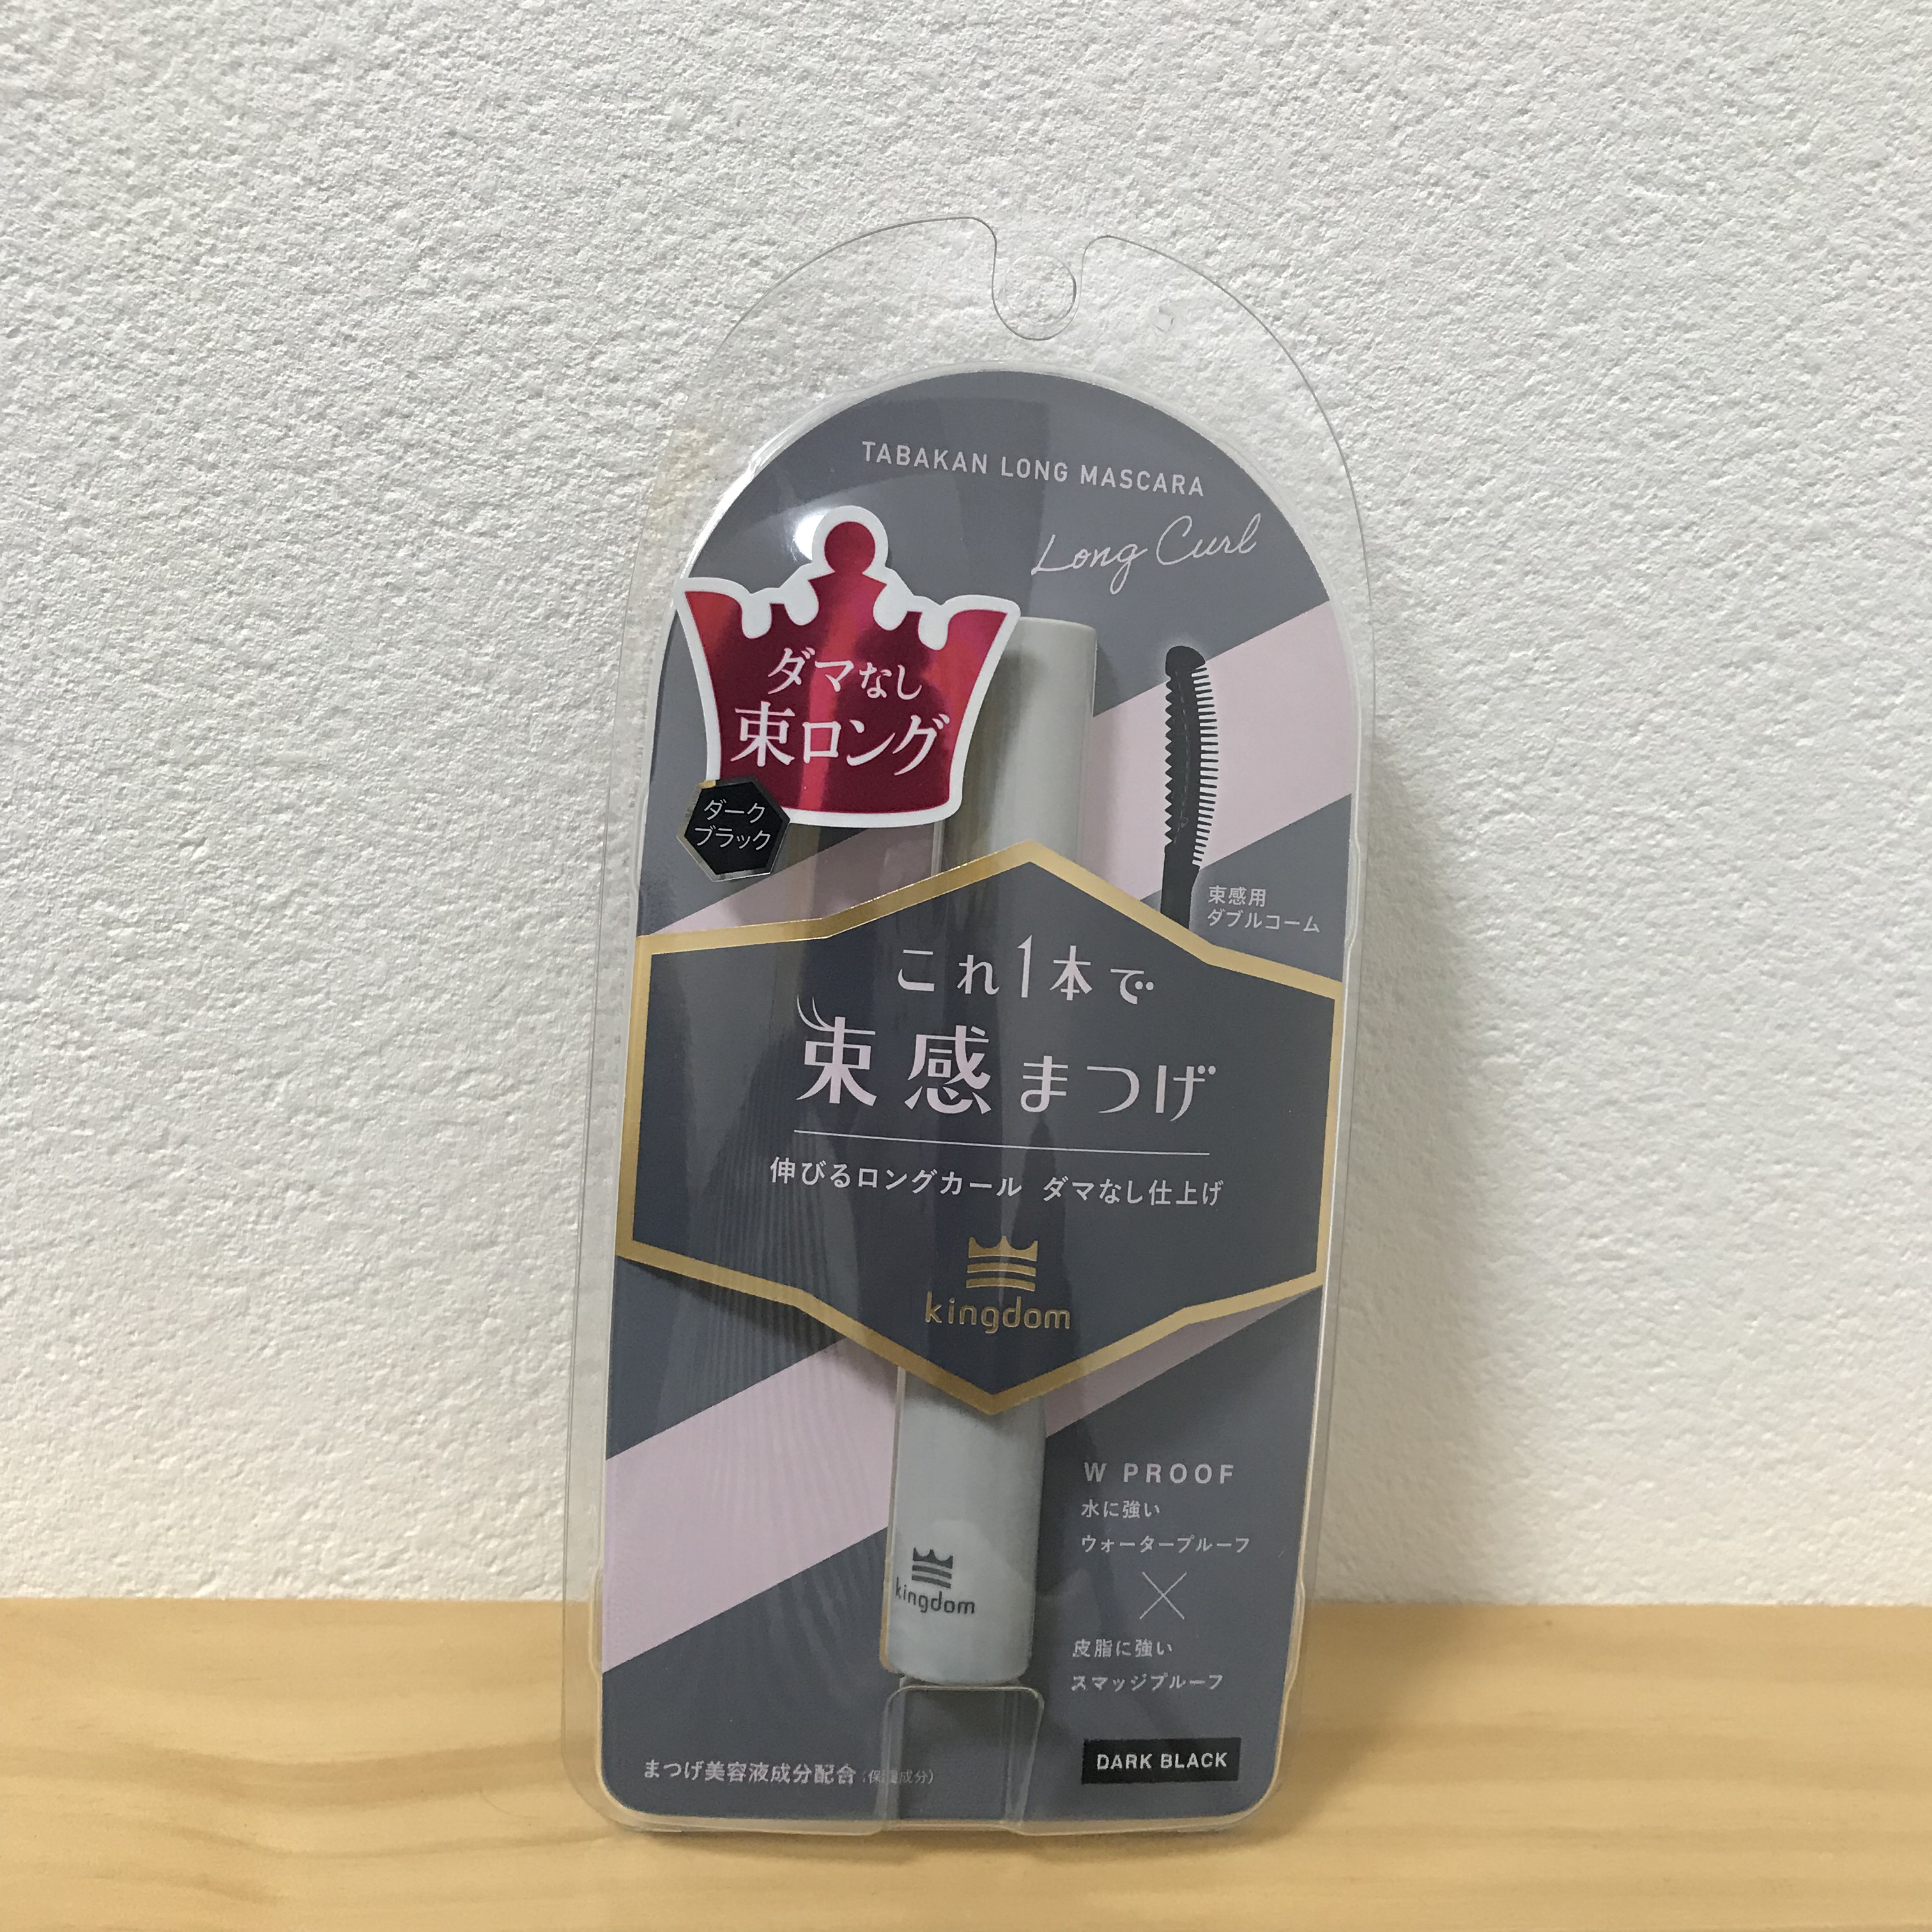 TABAKAN LONG MASCARA
Long Curl
ダマなし
束ロング
ダーク
ブラック
束感用
ダブルコーム
これ1本で
束感まつげ
伸びるロングカール ダマなし仕上げ
kingdom
W PROOF
水に強い
ウォータープルーフ
×
皮脂に強い
スマッジプルーフ
kingdom
まつげ美容液成分配合(保護成分)
DARK BLACK